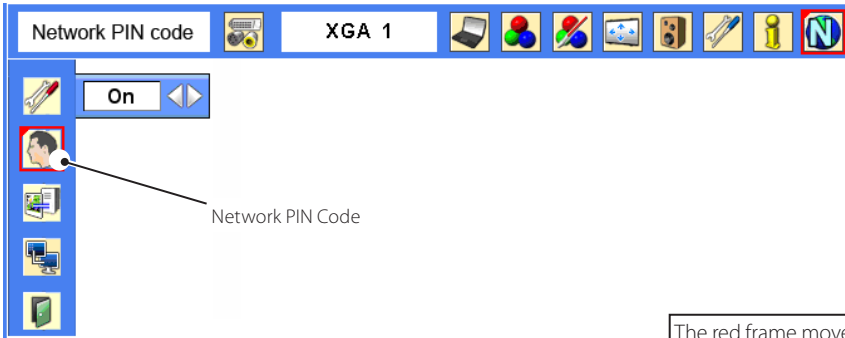 Network PIN code
XGA 1
N
On
Network PIN Code
The red frame move